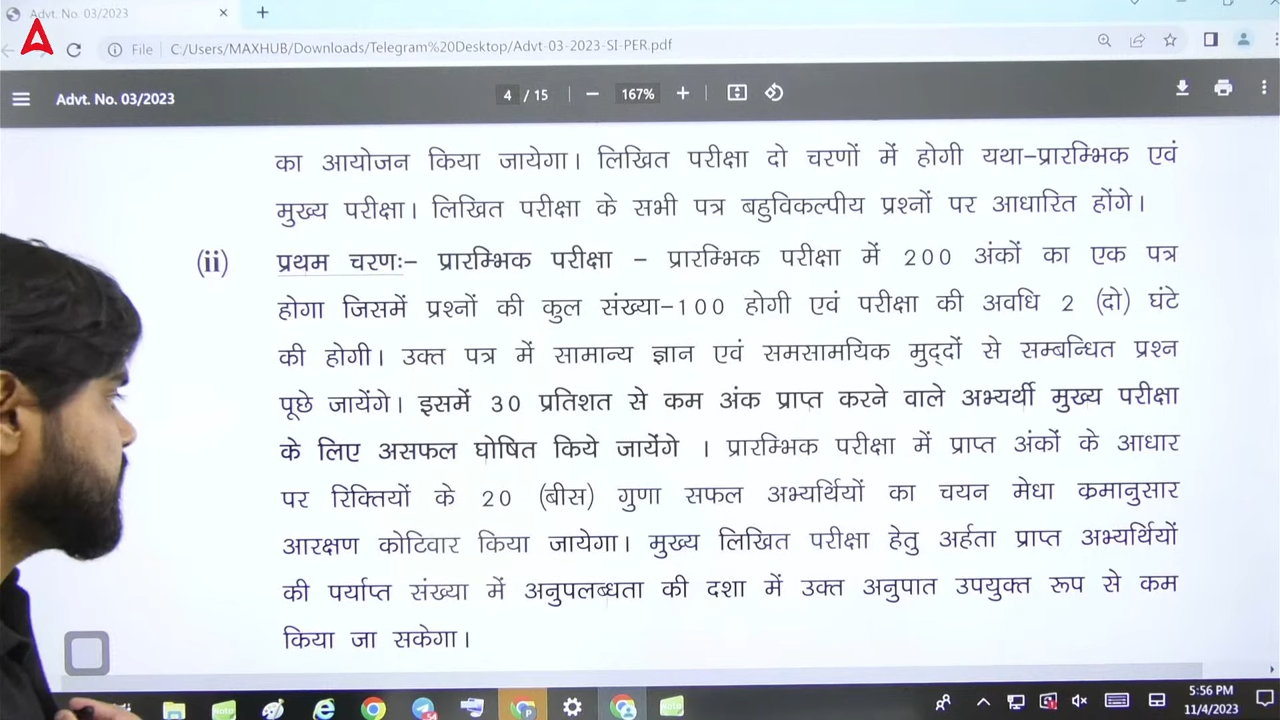 Advt. No. 03/2023
File C:/Users/MAXHUB/Downloads/Telegram%20Desktop/Advt-03-2023-SI-PER.pdf
Advt. No. 03/2023 4 / 15 167%
का आयोजन किया जायेगा। लिखित परीक्षा दो चरणों में होगी यथा-प्रारम्भिक एवं
मुख्य परीक्षा। लिखित परीक्षा के सभी पत्र बहुविकल्पीय प्रश्नों पर आधारित होंगे।
(ii) प्रथम चरणः- प्रारम्भिक परीक्षा - प्रारम्भिक परीक्षा में 200 अंकों का एक पत्र
होगा जिसमें प्रश्नों की कुल संख्या-100 होगी एवं परीक्षा की अवधि 2 (दो) घंटे
की होगी। उक्त पत्र में सामान्य ज्ञान एवं समसामयिक मुद्दों से सम्बन्धित प्रश्न
पूछे जायेंगे। इसमें 30 प्रतिशत से कम अंक प्राप्त करने वाले अभ्यर्थी मुख्य परीक्षा
के लिए असफल घोषित किये जायेंगे । प्रारम्भिक परीक्षा में प्राप्त अंकों के आधार
पर रिक्तियों के 20 (बीस) गुणा सफल अभ्यर्थियों का चयन मेधा क्रमानुसार
आरक्षण कोटिवार किया जायेगा। मुख्य लिखित परीक्षा हेतु अर्हता प्राप्त अभ्यर्थियों
की पर्याप्त संख्या में अनुपलब्धता की दशा में उक्त अनुपात उपयुक्त रूप से कम
किया जा सकेगा।
5:56 PM
11/4/2023